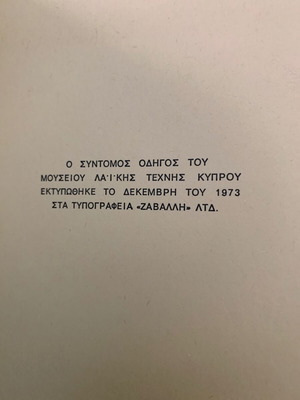 Ο ΣΥΝΤΟΜΟΣ ΟΔΗΓΟΣ ΤΟΥ
ΜΟΥΣΕΙΟΥ ΛΑ·Ι·ΚΗΣ ΤΕΧΝΗΣ ΚΥΠΡΟΥ
ΕΚΤΥΠΩΘΗΚΕ ΤΟ ΔΕΚΕΜΒΡΗ ΤΟΥ 1973
ΣΤΑ ΤΥΠΟΓΡΑΦΕΙΑ «ΖΑΒΑΛΛΗ» ΛΤΔ.